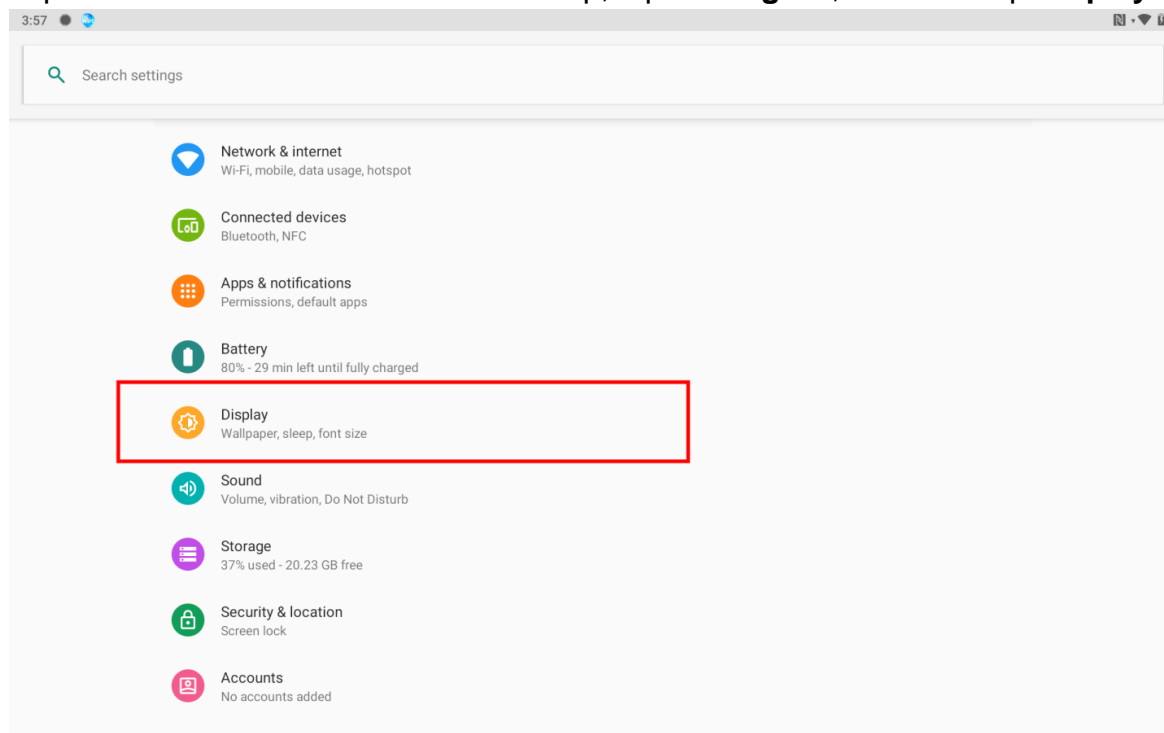 3:57
Search settings
Network & internet
Wi-Fi, mobile, data usage, hotspot
Connected devices
Bluetooth, NFC
Apps & notifications
Permissions, default apps
Battery
80% - 29 min left until fully charged
Display
Wallpaper, sleep, font size
Sound
Volume, vibration, Do Not Disturb
Storage
37% used - 20.23 GB free
Security & location
Screen lock
Accounts
No accounts added